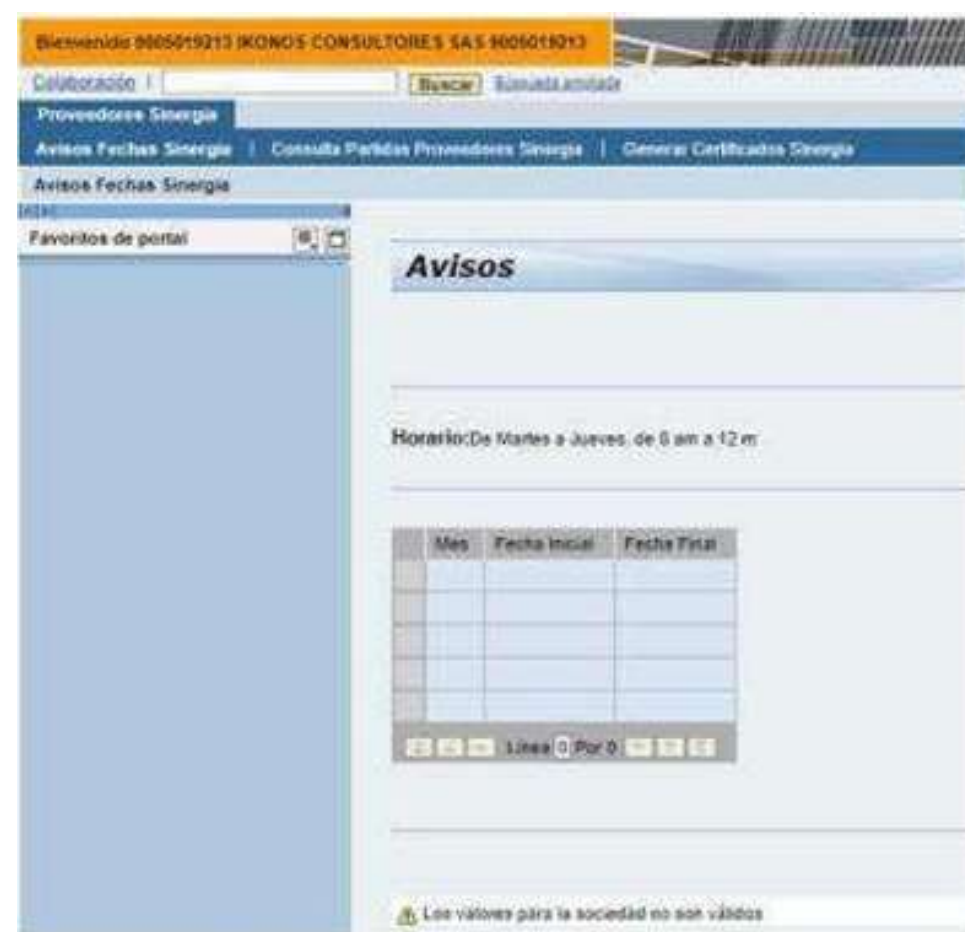 Bienvenido 9005019213 IKONOS CONSULTORES SAS 9005019213
Colaboración | Buscar Búsqueda ampliada
Proveedores Sinergia
Avisos Fechas Sinergia | Consulta Partidas Proveedores Sinergia | Generar Certificados Sinergia
Avisos Fechas Sinergia
Favoritos de portal
Avisos
Horario:De Martes a Jueves, de am a 12 m
Mes Fecha Inicial Fecha Final
Línea 0 Por 0
Los valores para la sociedad no son válidos